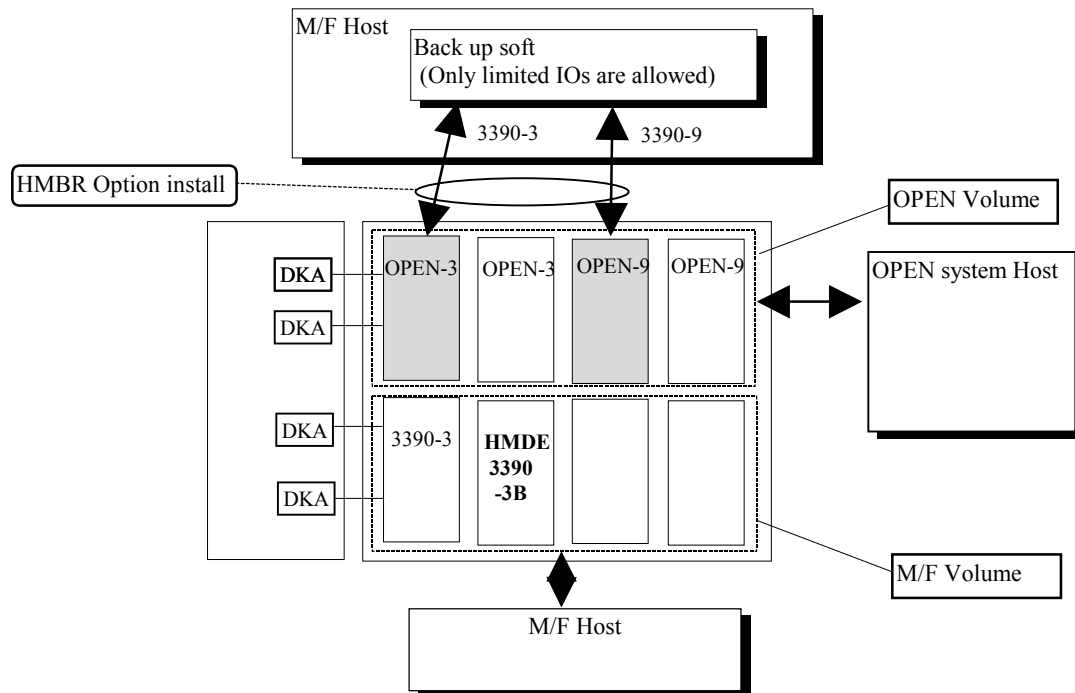 M/F Host
Back up soft
(Only limited IOs are allowed)
3390-3
3390-9
HMBR Option install
OPEN Volume
DKA
OPEN-3
OPEN-3
OPEN-9
OPEN-9
OPEN system Host
DKA
DKA
3390-3
HMDE
3390
-3B
DKA
M/F Volume
M/F Host